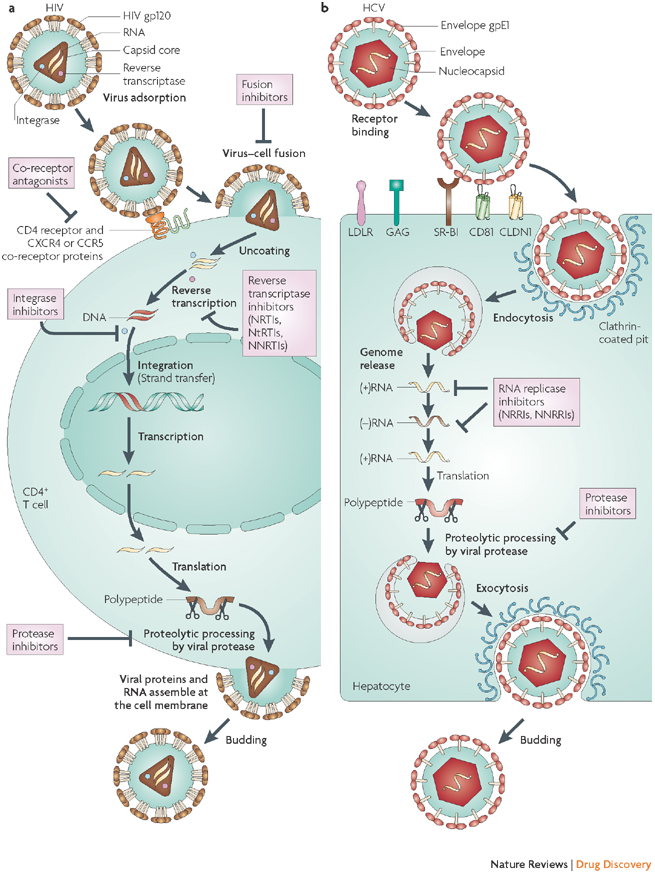 a
HIV
HIV gp120
RNA
Capsid core
Reverse
transcriptase
Integrase
Virus adsorption
Fusion
inhibitors
Virus–cell fusion
Co-receptor
antagonists
CD4 receptor and
CXCR4 or CCR5
co-receptor proteins
Uncoating
Reverse
transcription
Reverse
transcriptase
inhibitors
(NRTIs,
NtRTIs,
NNRTIs)
Integrase
inhibitors
DNA
Integration
(Strand transfer)
Transcription
CD4+
T cell
Translation
Polypeptide
Protease
inhibitors
Proteolytic processing
by viral protease
Viral proteins and
RNA assemble at
the cell membrane
Budding
b
HCV
Envelope gpE1
Envelope
Nucleocapsid
Receptor
binding
LDLR
GAG
SR-BI
CD81
CLDN1
Endocytosis
Clathrin-
coated pit
Genome
release
(+)RNA
(–)RNA
(+)RNA
RNA replicase
inhibitors
(NRRIs, NNRRIs)
Translation
Polypeptide
Protease
inhibitors
Proteolytic processing
by viral protease
Exocytosis
Hepatocyte
Budding
Nature Reviews | Drug Discovery